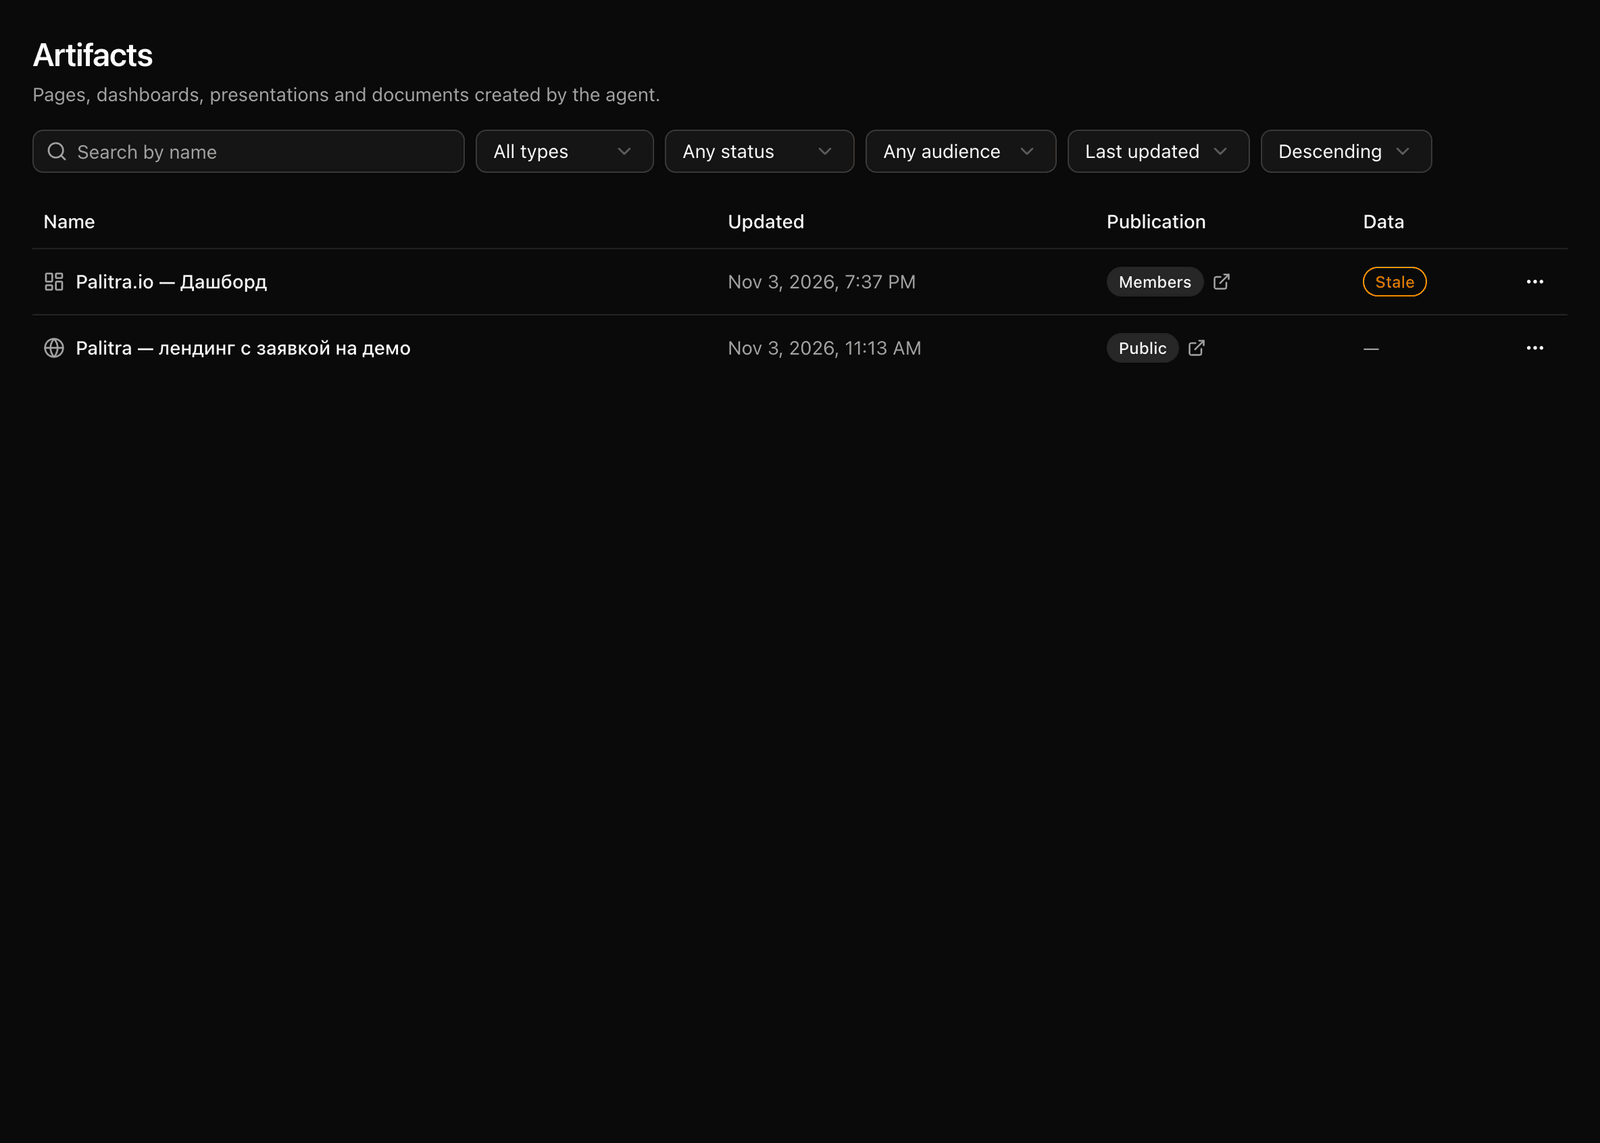 Artifacts
Pages, dashboards, presentations and documents created by the agent.
Search by name All types Any status Any audience Last updated Descending
Name Updated Publication Data
Palitra.io — Дашборд Nov 3, 2026, 7:37 PM Members Stale
Palitra — лендинг с заявкой на демо Nov 3, 2026, 11:13 AM Public —